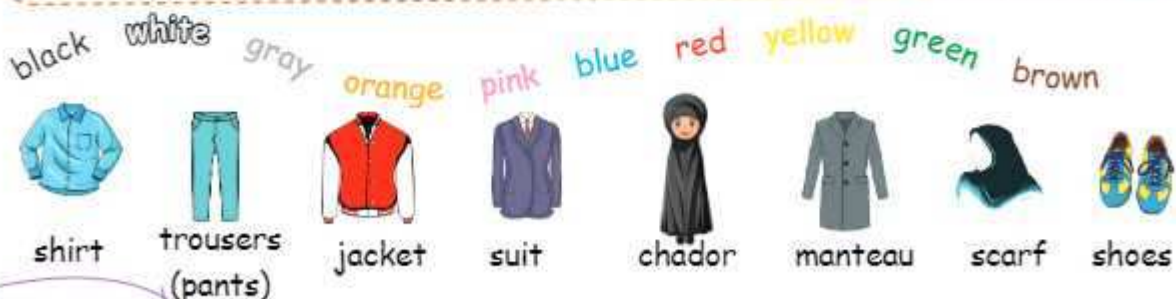 black white gray orange pink blue red yellow green brown
shirt trousers jacket suit chador manteau scarf shoes
(pants)